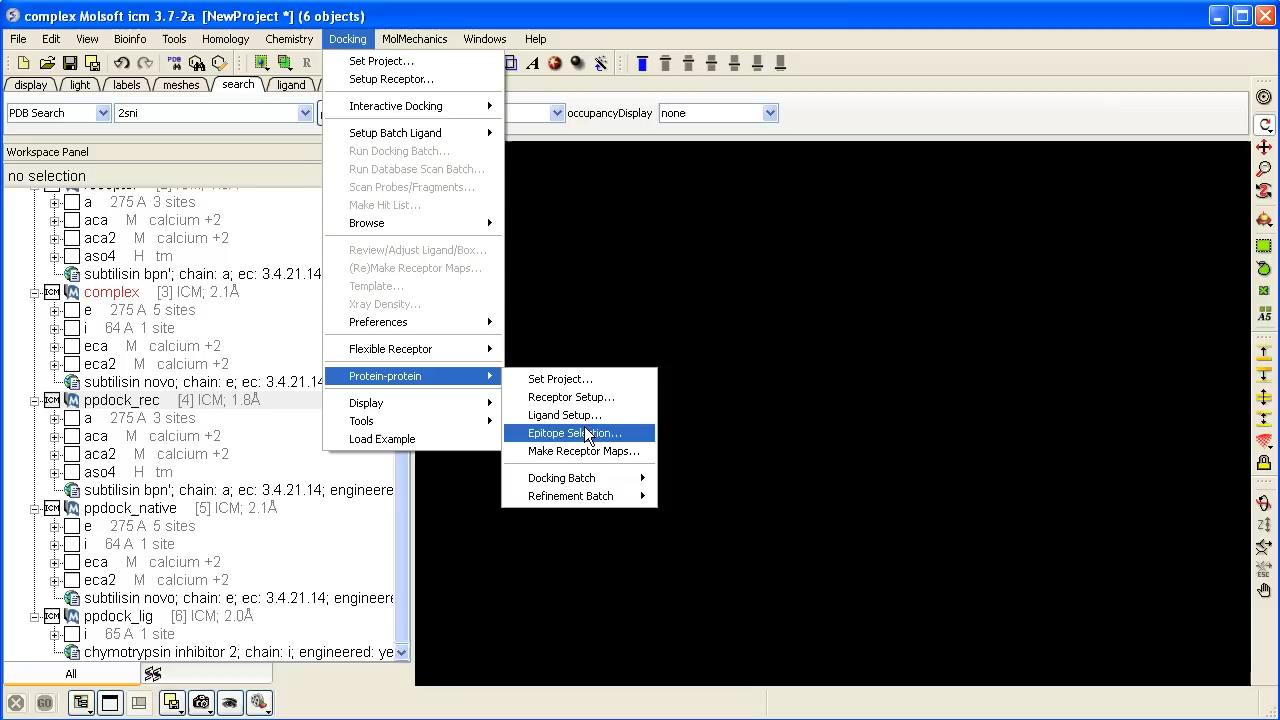 complex Molsoft icm 3.7-2a [NewProject *] (6 objects)
File Edit View Bioinfo Tools Homology Chemistry Docking MolMechanics Windows Help
display light labels meshes search ligand
PDB Search 2sni occupancyDisplay none
Workspace Panel
no selection
a 275 A 3 sites
aca M calcium +2
aca2 M calcium +2
aso4 H tm
subtilisin bpn'; chain: a; ec: 3.4.21.14
complex [3] ICM; 2.1Å
e 275 A 5 sites
i 64 A 1 site
eca M calcium +2
eca2 M calcium +2
subtilisin novo; chain: e; ec: 3.4.21.14;
ppdock_rec [4] ICM; 1.8Å
a 275 A 3 sites
aca M calcium +2
aso4 H tm
subtilisin bpn'; chain: a; ec: 3.4.21.14; engineere
ppdock_native [5] ICM; 2.1Å
e 275 A 5 sites
i 64 A 1 site
eca M calcium +2
eca2 M calcium +2
subtilisin novo; chain: e; ec: 3.4.21.14; engineere
ppdock_lig [6] ICM; 2.0Å
i 65 A 1 site
chymotrypsin inhibitor 2; chain: i; engineered: ye
All
Set Project...
Setup Receptor...
Interactive Docking
Setup Batch Ligand
Run Docking Batch...
Run Database Scan Batch...
Scan Probes/Fragments...
Make Hit List...
Browse
Review/Adjust Ligand/Box...
(Re)Make Receptor Maps...
Template...
Xray Density...
Preferences
Flexible Receptor
Protein-protein
Display
Tools
Load Example
Set Project...
Receptor Setup...
Ligand Setup...
Epitope Selection...
Make Receptor Maps...
Docking Batch
Refinement Batch